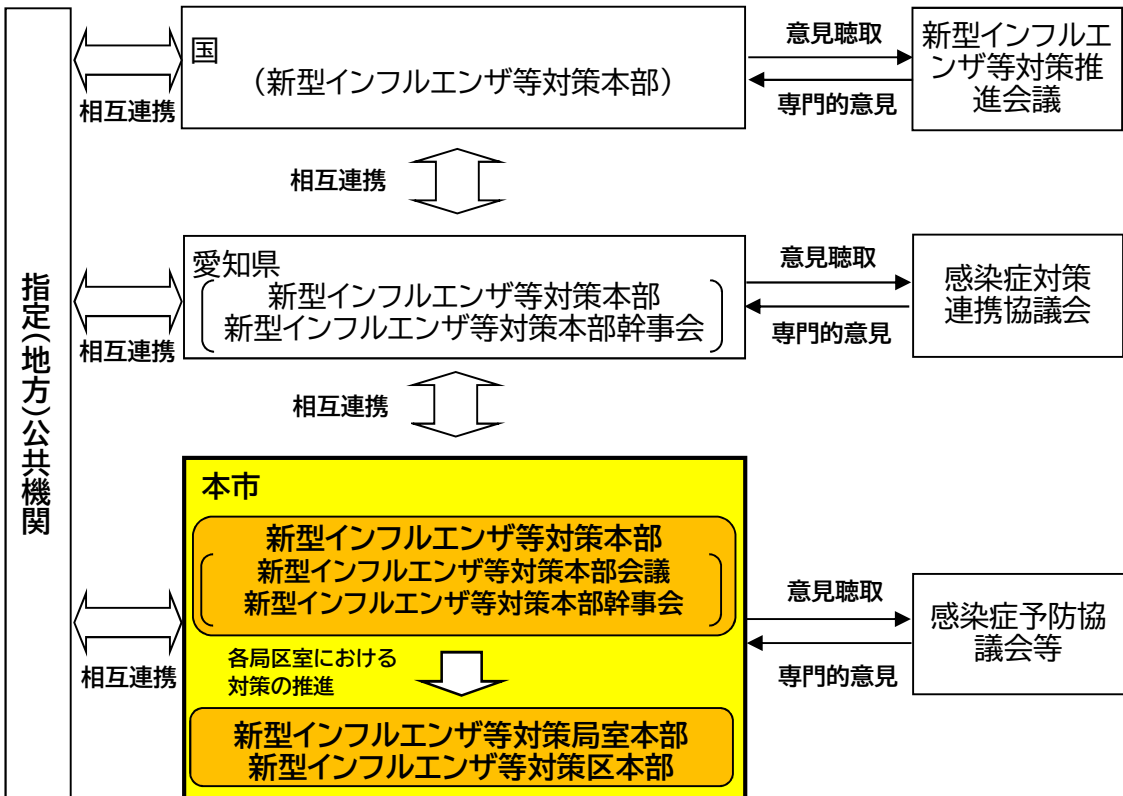 指定(地方)公共機関
相互連携
国
(新型インフルエンザ等対策本部)
意見聴取
専門的意見
新型インフルエ
ンザ等対策推
進会議
相互連携
相互連携
愛知県
新型インフルエンザ等対策本部
新型インフルエンザ等対策本部幹事会
意見聴取
専門的意見
感染症対策
連携協議会
相互連携
相互連携
本市
新型インフルエンザ等対策本部
新型インフルエンザ等対策本部会議
新型インフルエンザ等対策本部幹事会
各局区室における
対策の推進
新型インフルエンザ等対策局室本部
新型インフルエンザ等対策区本部
意見聴取
専門的意見
感染症予防協
議会等